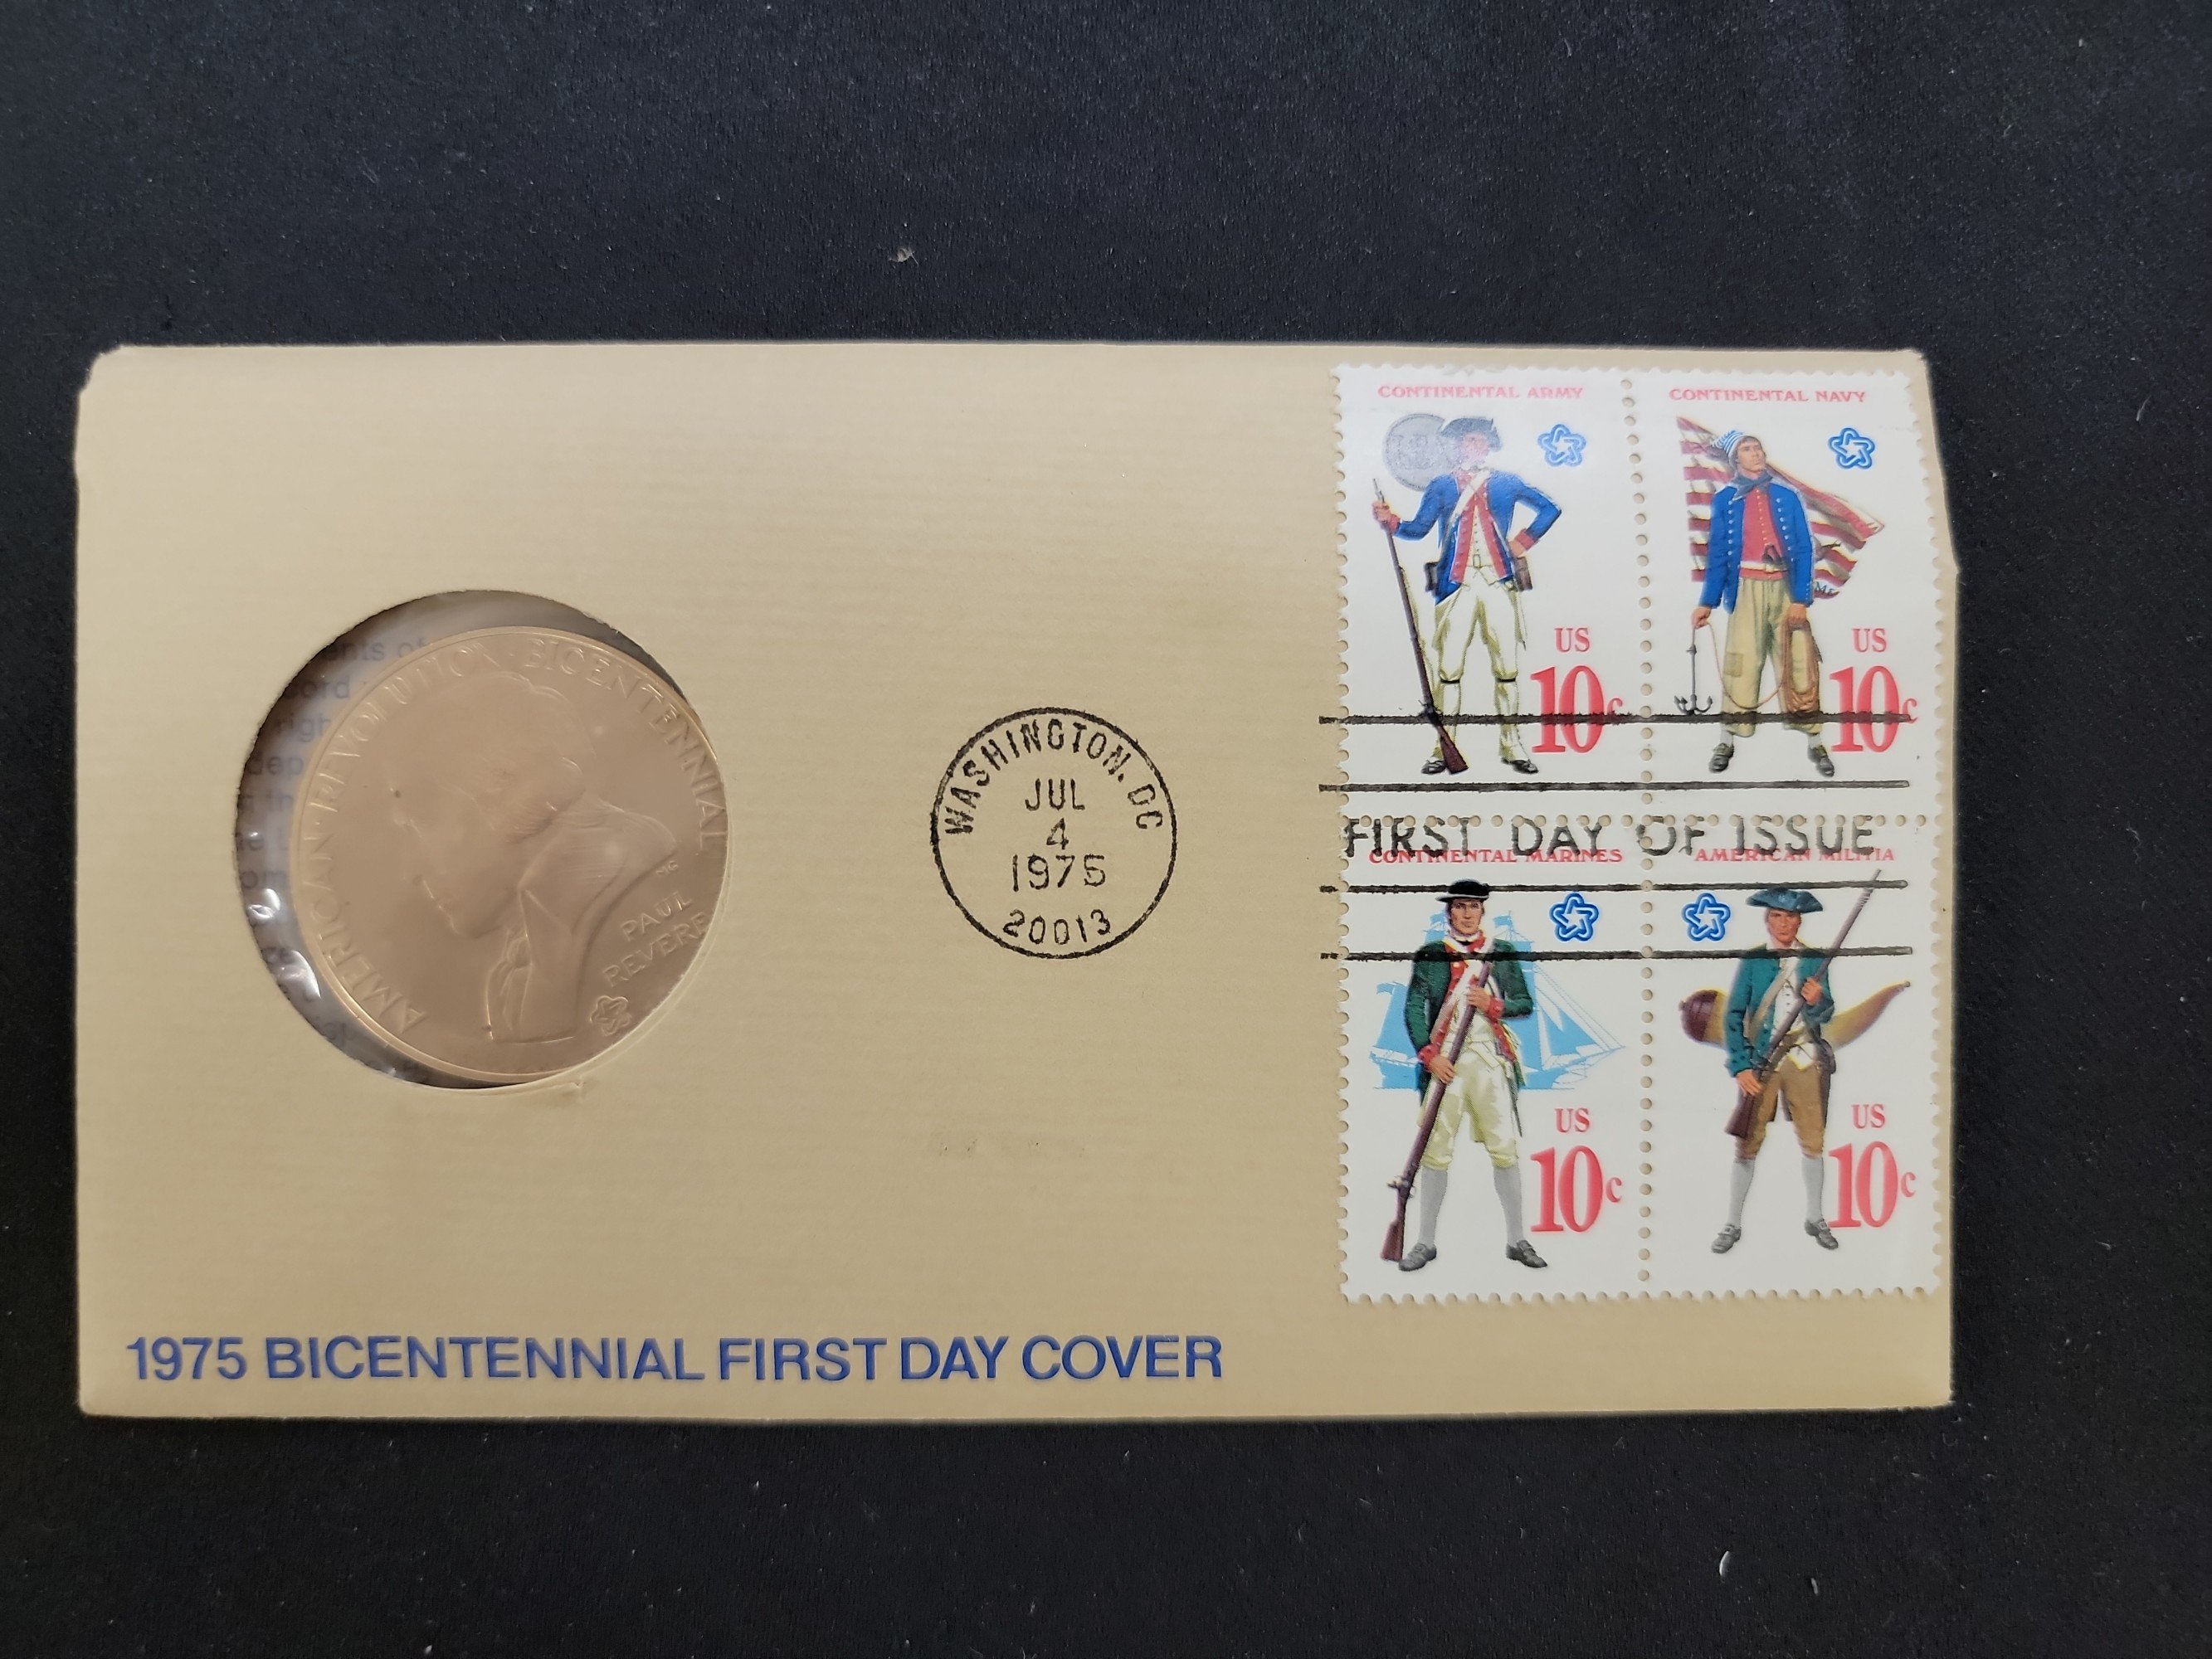 CONTINENTAL ARMY
US
10c
CONTINENTAL NAVY
US
10c
AMERICAN REVOLUTION BICENTENNIAL
PAUL
REVERE
WASHINGTON, DC
JUL
4
1975
20013
FIRST DAY OF ISSUE
CONTINENTAL MARINES
US
10c
AMERICAN MILITIA
US
10c
1975 BICENTENNIAL FIRST DAY COVER